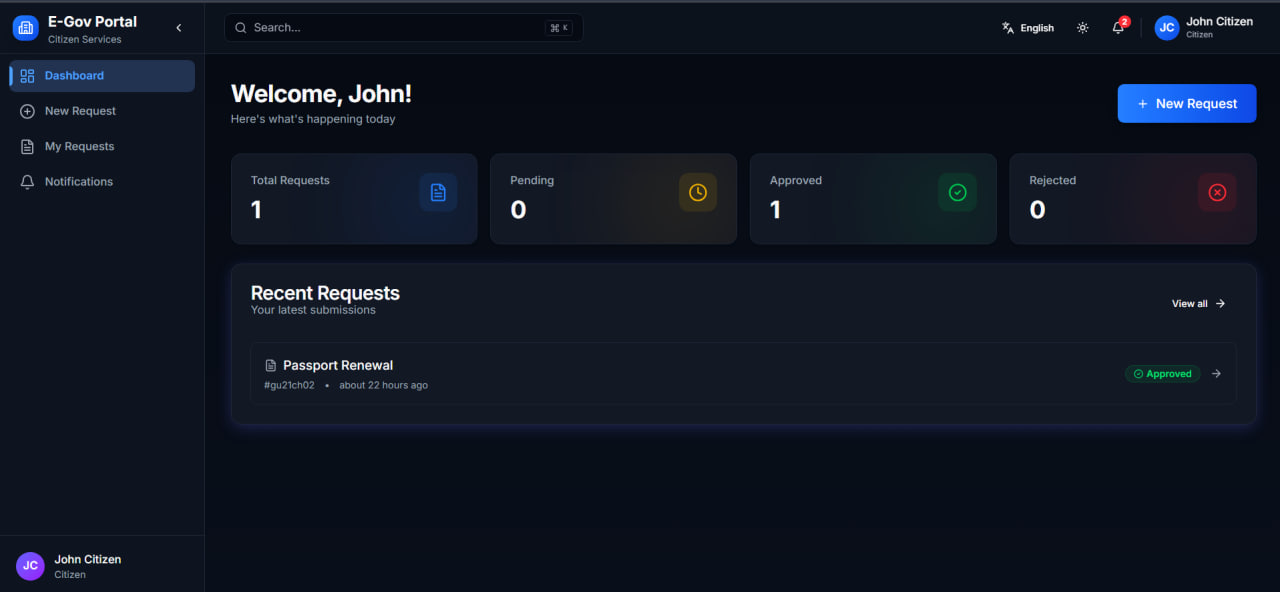 E-Gov Portal
Citizen Services
Dashboard
New Request
My Requests
Notifications
JC
John Citizen
Citizen
Search...
⌘ K
English
2
JC
John Citizen
Citizen
Welcome, John!
Here's what's happening today
+ New Request
Total Requests
1
Pending
0
Approved
1
Rejected
0
Recent Requests
Your latest submissions
View all
Passport Renewal
#gu21ch02 • about 22 hours ago
Approved